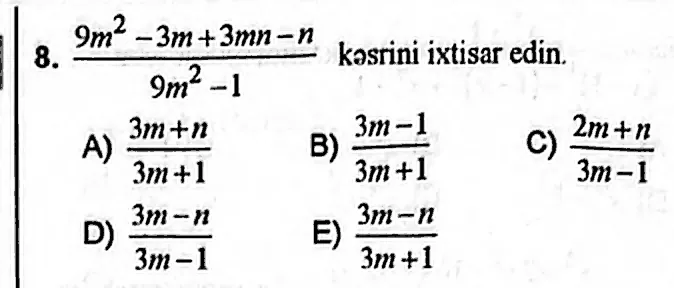 8. (9m² − 3m + 3mn − n)/(9m² − 1) kəsrini ixtisar edin.
A) (3m + n)/(3m + 1) B) (3m − 1)/(3m + 1) C) (2m + n)/(3m − 1)
D) (3m − n)/(3m − 1) E) (3m − n)/(3m + 1)